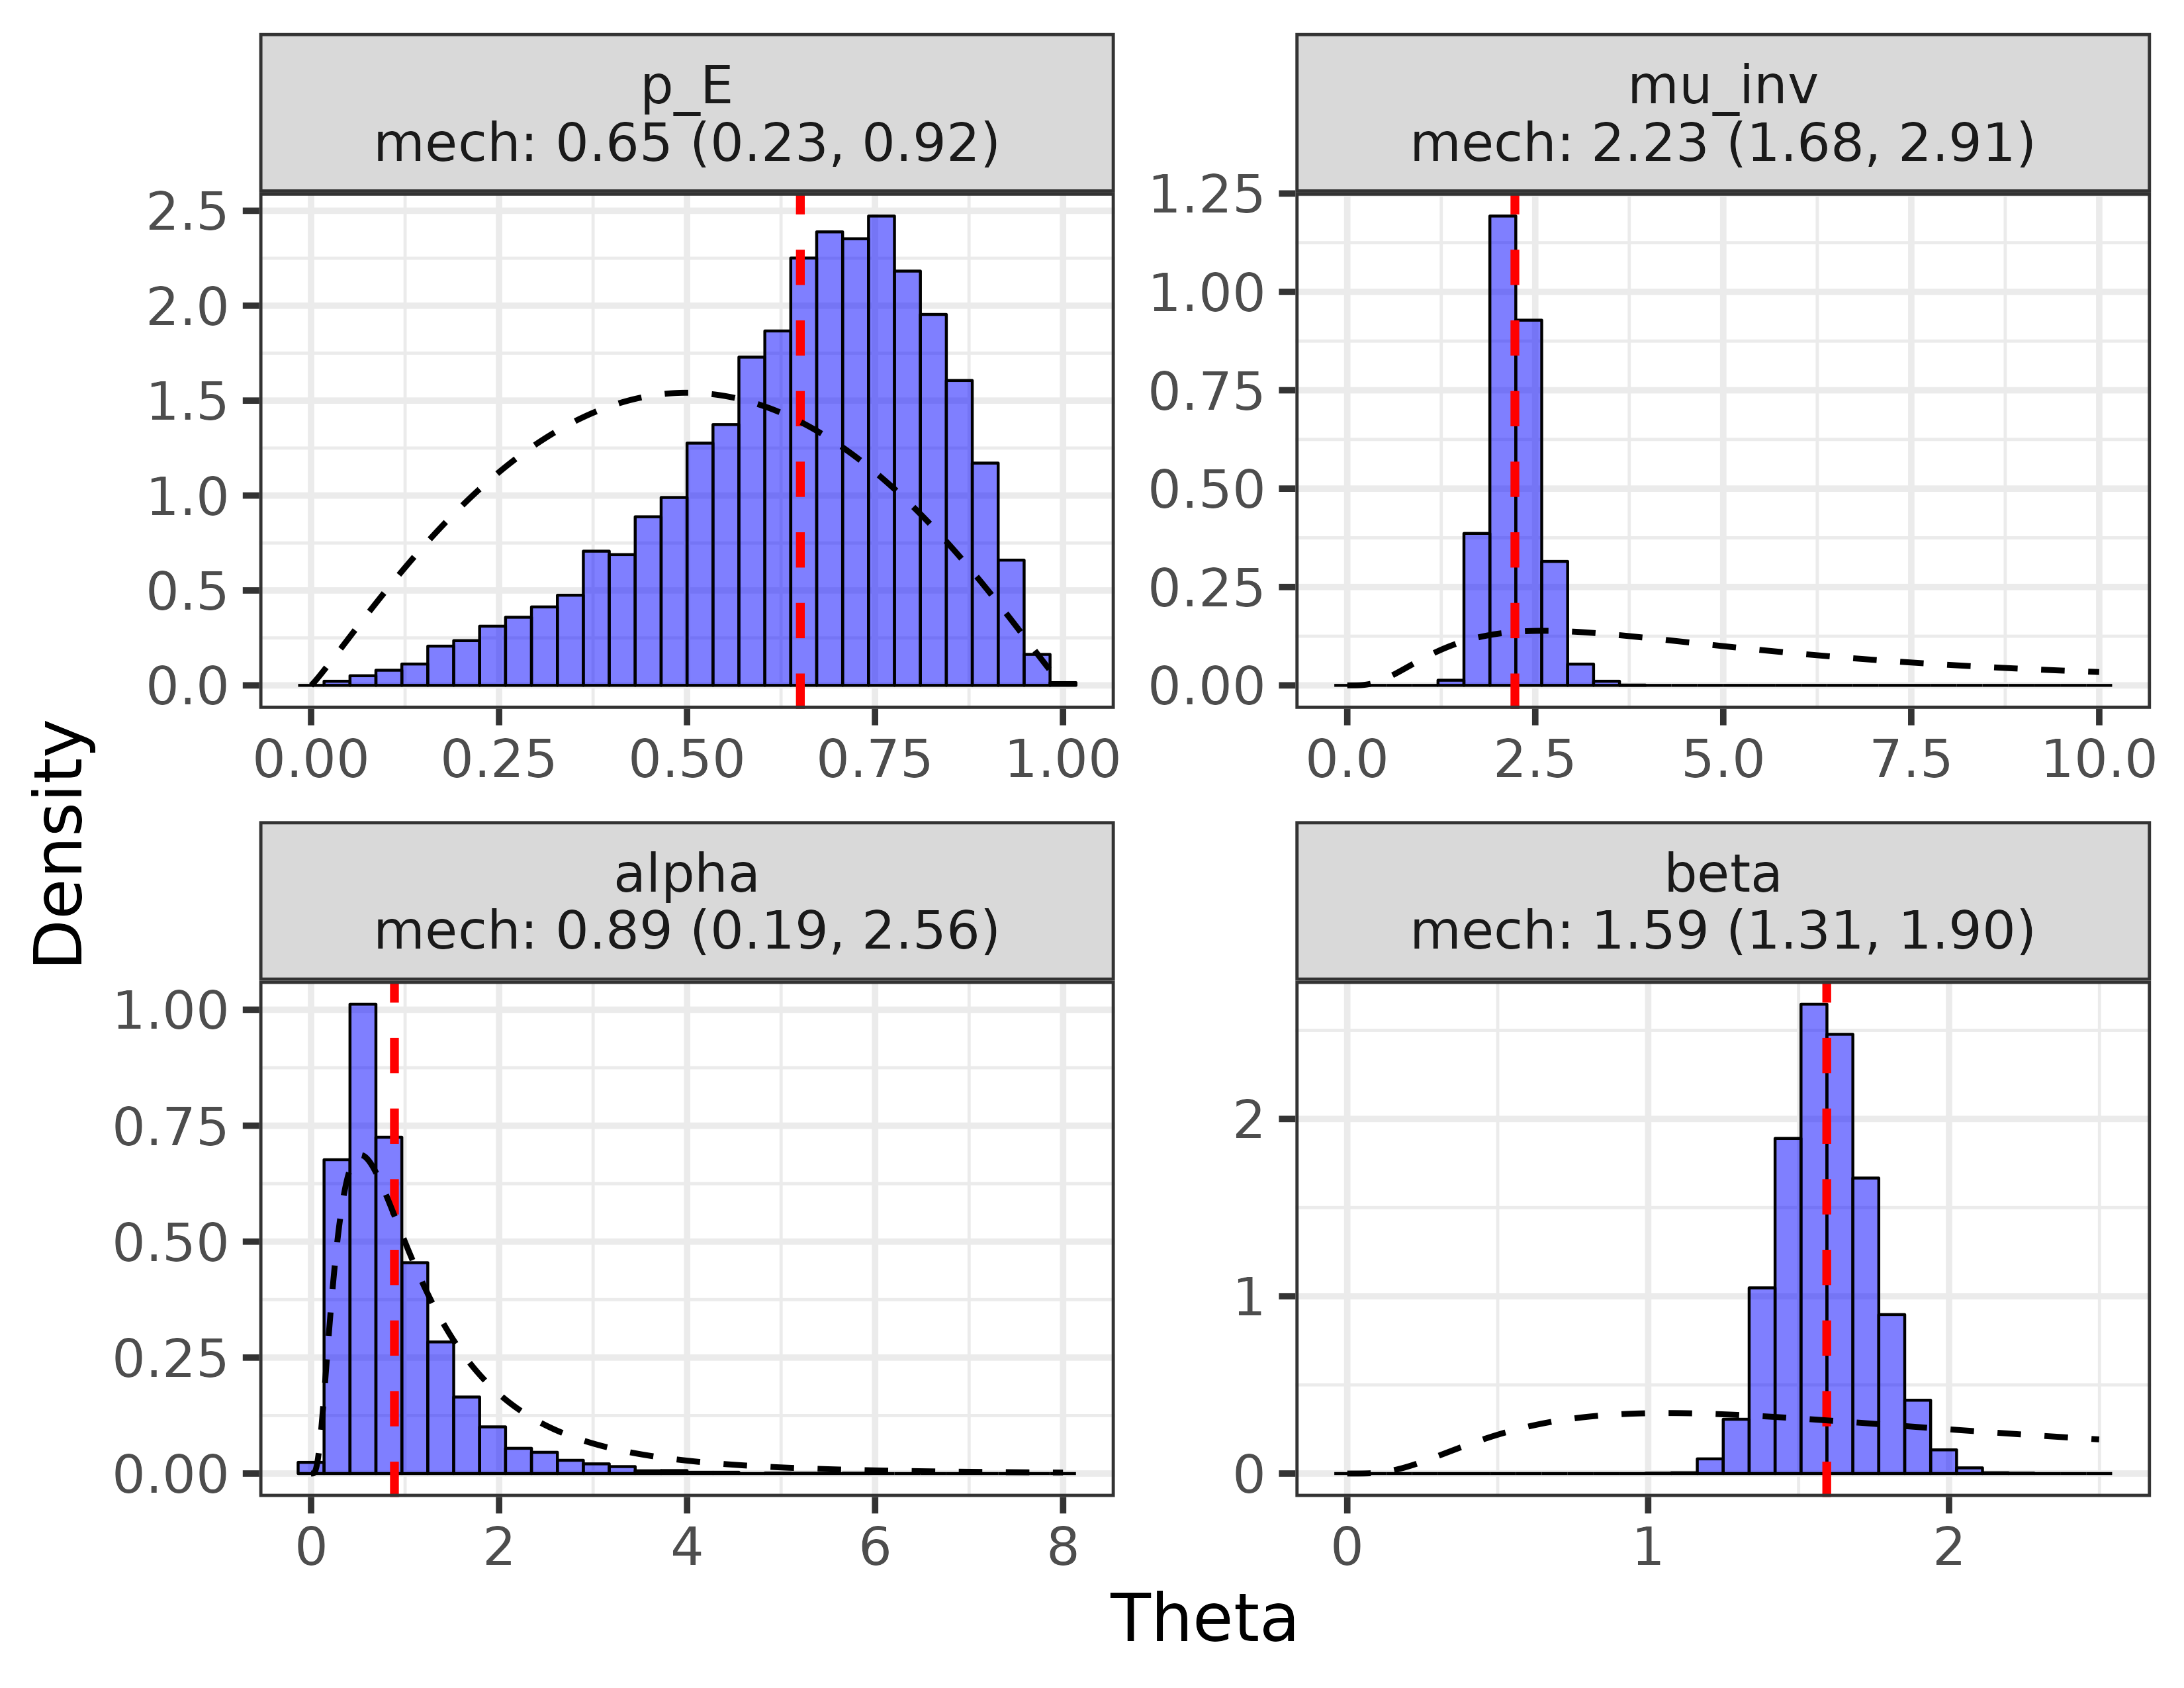 p_E
mech: 0.65 (0.23, 0.92)
mu_inv
mech: 2.23 (1.68, 2.91)
2.5
2.0
1.5
1.0
0.5
0.0
0.00 0.25 0.50 0.75 1.00
1.25
1.00
0.75
0.50
0.25
0.00
0.0 2.5 5.0 7.5 10.0
Density
alpha
mech: 0.89 (0.19, 2.56)
beta
mech: 1.59 (1.31, 1.90)
1.00
0.75
0.50
0.25
0.00
0 2 4 6 8
2
1
0
0 1 2
Theta